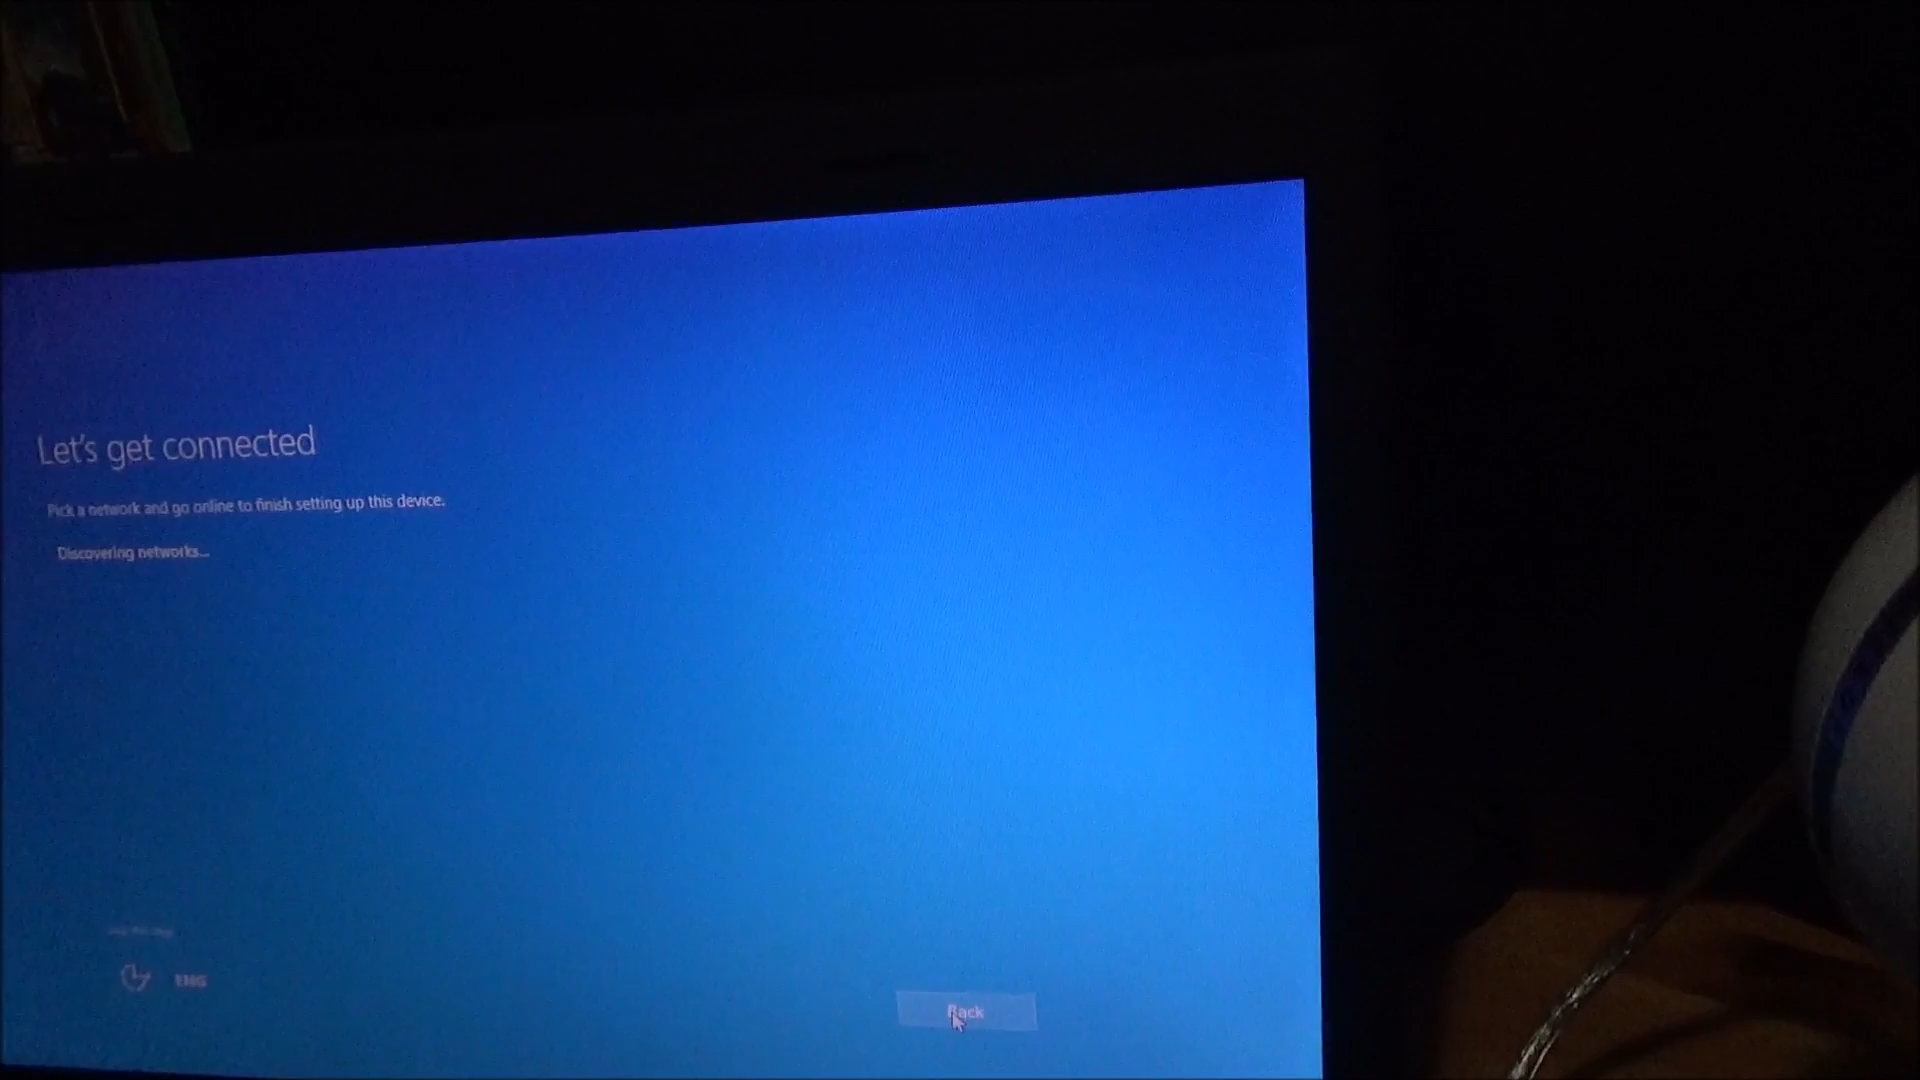 Let's get connected
Pick a network and go online to finish setting up this device.
Discovering networks...
ENG
Back